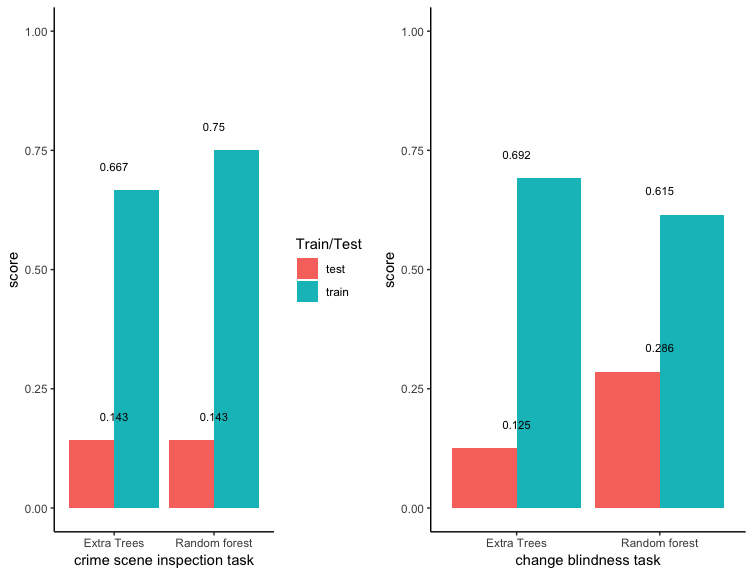 1.00
0.75
0.50
0.25
0.00
score
0.667
0.75
0.143
0.143
Extra Trees
Random forest
crime scene inspection task
Train/Test
test
train
1.00
0.75
0.50
0.25
0.00
score
0.692
0.615
0.125
0.286
Extra Trees
Random forest
change blindness task